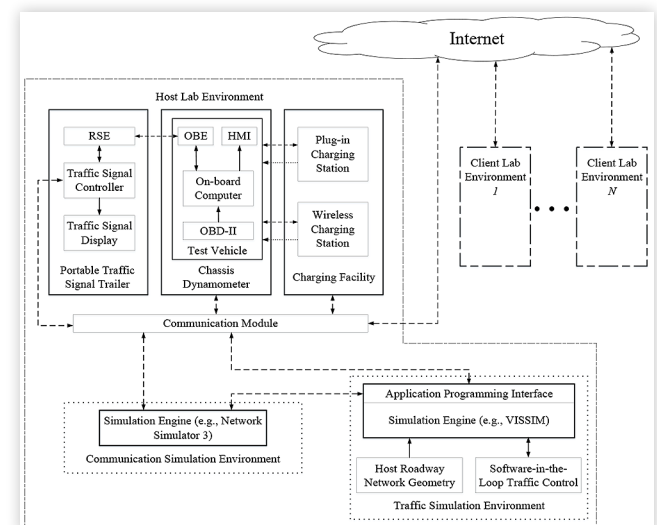 Internet
Host Lab Environment
RSE
OBE
HMI
Plug-in
Charging
Station
Traffic Signal
Controller
On-board
Computer
Traffic Signal
Display
OBD-II
Wireless
Charging
Station
Test Vehicle
Portable Traffic
Signal Trailer
Chassis
Dynamometer
Charging Facility
Client Lab
Environment
1
Client Lab
Environment
N
Communication Module
Simulation Engine (e.g., Network
Simulator 3)
Communication Simulation Environment
Application Programming Interface
Simulation Engine (e.g., VISSIM)
Host Roadway
Network Geometry
Software-in-the-
Loop Traffic Control
Traffic Simulation Environment